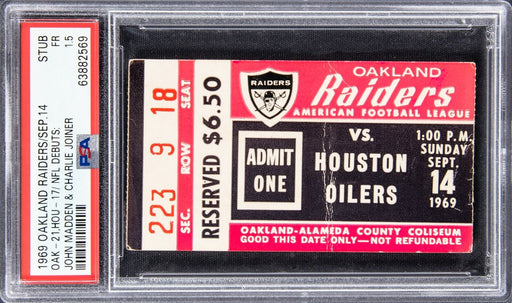 1969 OAKLAND RAIDERS/SEP.14
OAK - 21,HOU - 17/ NFL DEBUTS:
JOHN MADDEN & CHARLIE JOINER
STUB
FR
1.5
63882569
PSA
223 9 18
SEC. ROW SEAT
RESERVED $6.50
RAIDERS
OAKLAND
Raiders
AMERICAN FOOTBALL LEAGUE
ADMIT
ONE
VS.
HOUSTON
OILERS
1:00 P.M.
SUNDAY
SEPT.
14
1969
OAKLAND-ALAMEDA COUNTY COLISEUM
GOOD THIS DATE ONLY—NOT REFUNDABLE